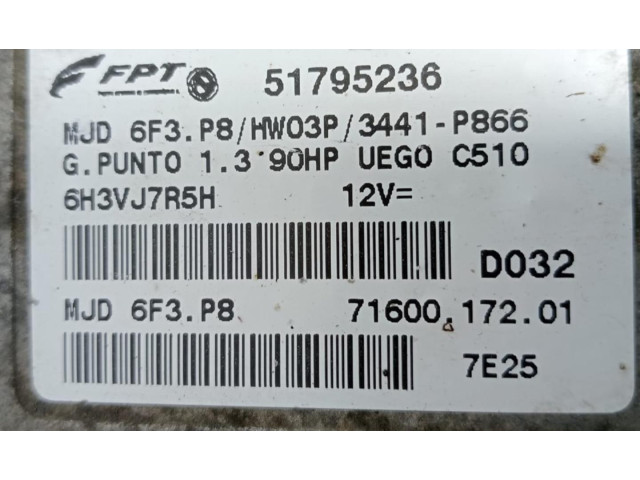 FPT 51795236
MJD 6F3.P8/HW03P/3441-P866
G.PUNTO 1.3 90HP UEGO C510
6H3VJ7R5H 12V=
D032
MJD 6F3.P8 71600.172.01
7E25